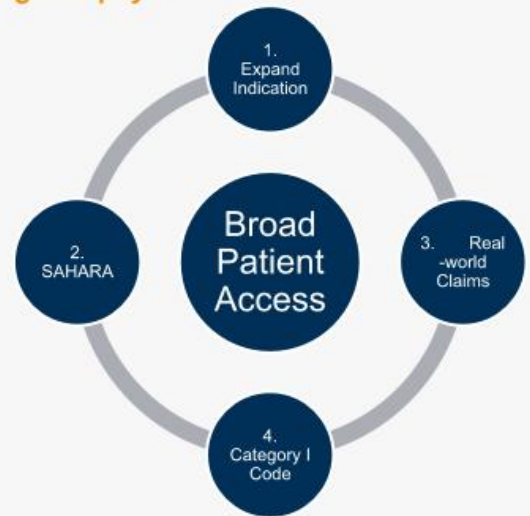 1.
Expand
Indication
2.
SAHARA
Broad
Patient
Access
3. Real
-world
Claims
4.
Category I
Code